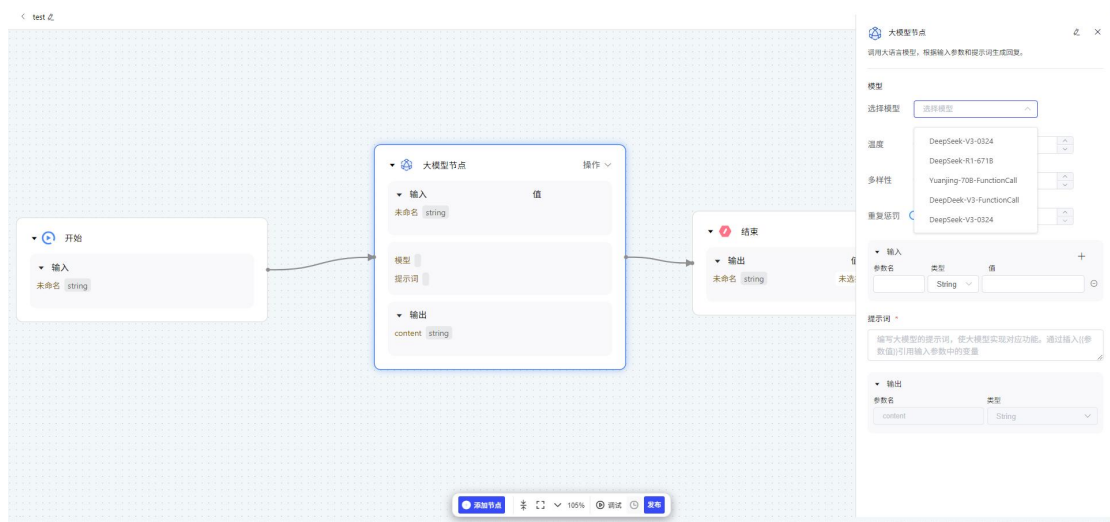 test
开始
输入
未命名 string
大模型节点 操作
输入 值
未命名 string
模型
提示词
输出
content string
结束
输出
未命名 string 未选
添加节点 105% 调试 发布
大模型节点
调用大语言模型，根据输入参数和提示词生成回复。
模型
选择模型 选择模型
DeepSeek-V3-0324
DeepSeek-R1-671B
Yuanjing-70B-FunctionCall
DeepDeek-V3-FunctionCall
DeepSeek-V3-0324
温度
多样性
重复惩罚
输入
参数名 类型 值
String
提示词 *
编写大模型的提示词，使大模型实现对应功能。通过插入{{参
数值}}引用输入参数中的变量
输出
参数名 类型
content String